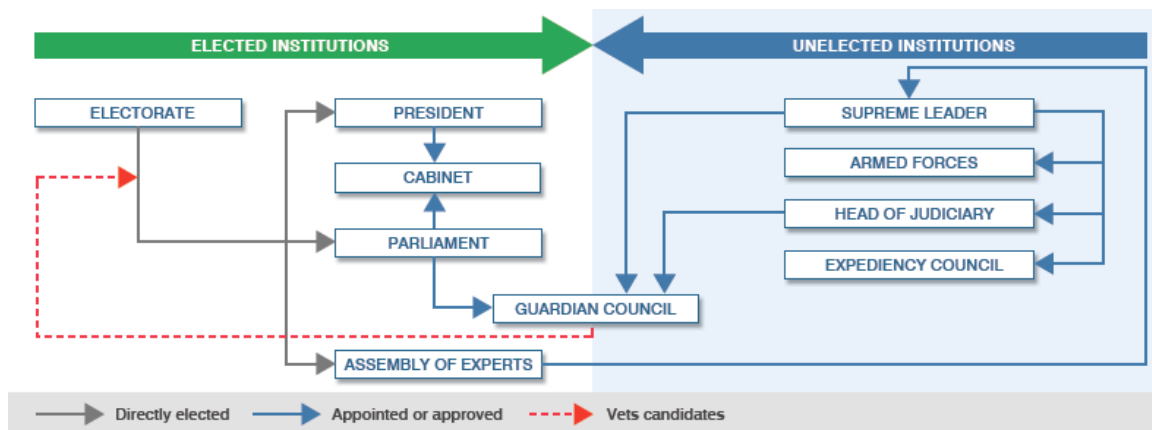 ELECTED INSTITUTIONS
UNELECTED INSTITUTIONS
ELECTORATE
PRESIDENT
SUPREME LEADER
CABINET
ARMED FORCES
PARLIAMENT
HEAD OF JUDICIARY
EXPEDIENCY COUNCIL
GUARDIAN COUNCIL
ASSEMBLY OF EXPERTS
Directly elected
Appointed or approved
Vets candidates